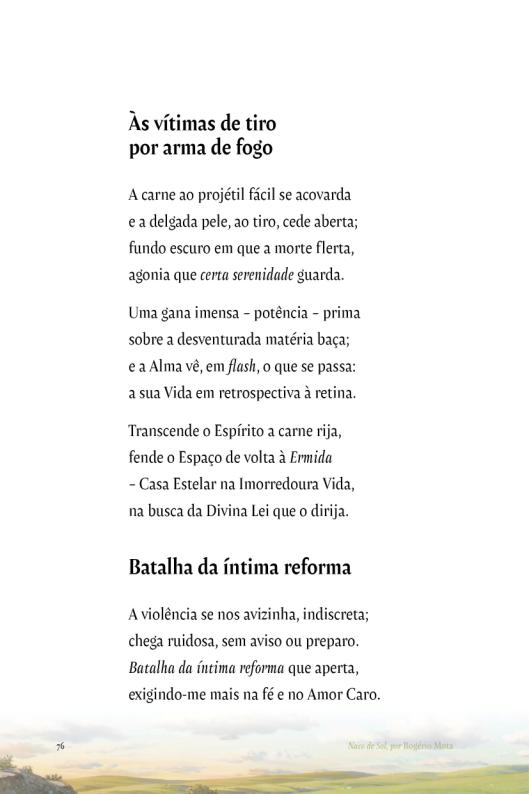 Às vítimas de tiro
por arma de fogo
A carne ao projétil fácil se acovarda
e a delgada pele, ao tiro, cede aberta;
fundo escuro em que a morte flerta,
agonia que certa serenidade guarda.
Uma gana imensa – potência – prima
sobre a desventurada matéria baça;
e a Alma vê, em flash, o que se passa:
a sua Vida em retrospectiva à retina.
Transcende o Espírito a carne rija,
fende o Espaço de volta à Ermida
– Casa Estelar na Imorredoura Vida,
na busca da Divina Lei que o dirija.
Batalha da íntima reforma
A violência se nos avizinha, indiscreta;
chega ruidosa, sem aviso ou preparo.
Batalha da íntima reforma que aperta,
exigindo-me mais na fé e no Amor Caro.
76
Naco de Sol, por Rogério Mota